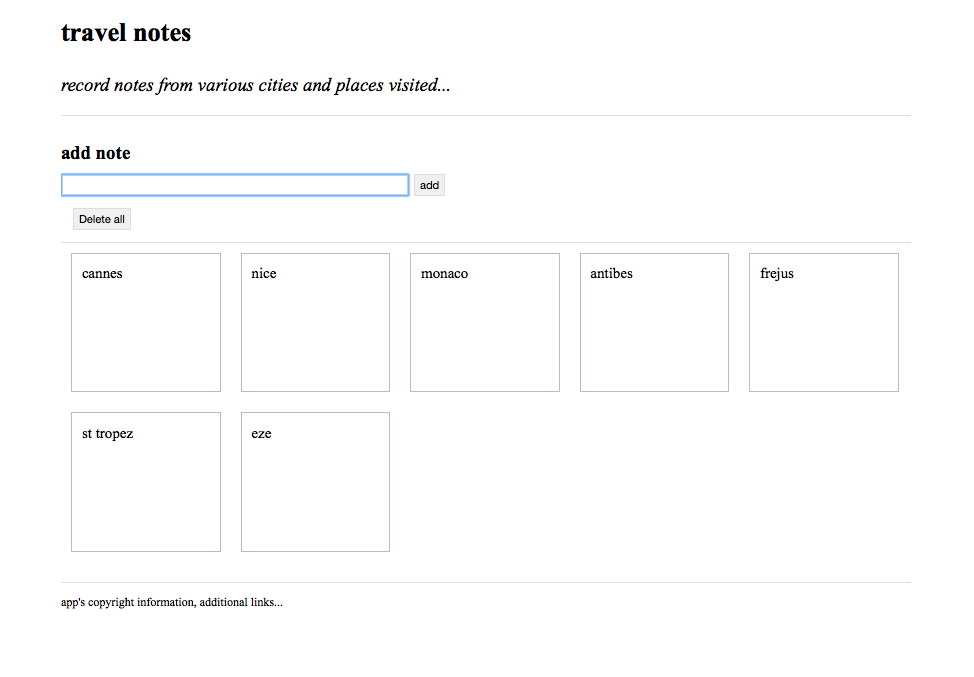 travel notes
record notes from various cities and places visited...
add note
add
Delete all
cannes
nice
monaco
antibes
frejus
st tropez
eze
app's copyright information, additional links...